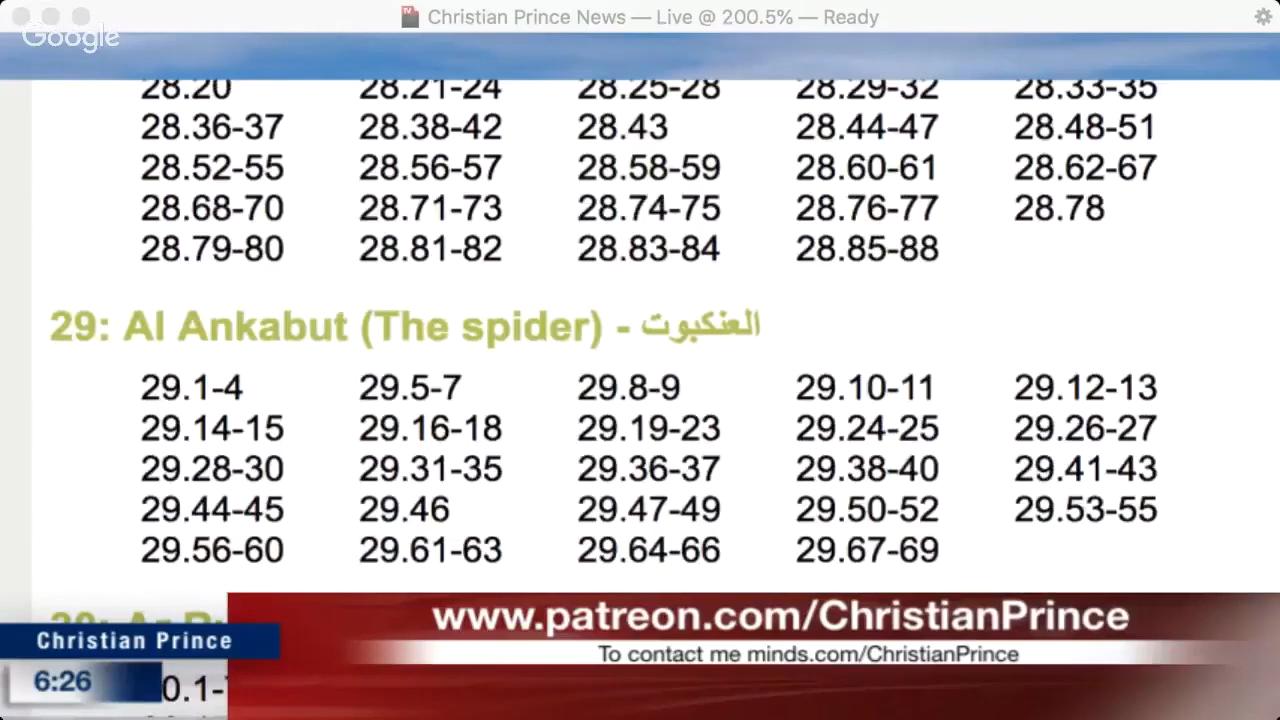 Christian Prince News — Live @ 200.5% — Ready
Google
28.20 28.21-24 28.25-28 28.29-32 28.33-35
28.36-37 28.38-42 28.43 28.44-47 28.48-51
28.52-55 28.56-57 28.58-59 28.60-61 28.62-67
28.68-70 28.71-73 28.74-75 28.76-77 28.78
28.79-80 28.81-82 28.83-84 28.85-88
29: Al Ankabut (The spider) - العنكبوت
29.1-4 29.5-7 29.8-9 29.10-11 29.12-13
29.14-15 29.16-18 29.19-23 29.24-25 29.26-27
29.28-30 29.31-35 29.36-37 29.38-40 29.41-43
29.44-45 29.46 29.47-49 29.50-52 29.53-55
29.56-60 29.61-63 29.64-66 29.67-69
www.patreon.com/ChristianPrince
Christian Prince
To contact me minds.com/ChristianPrince
6:26